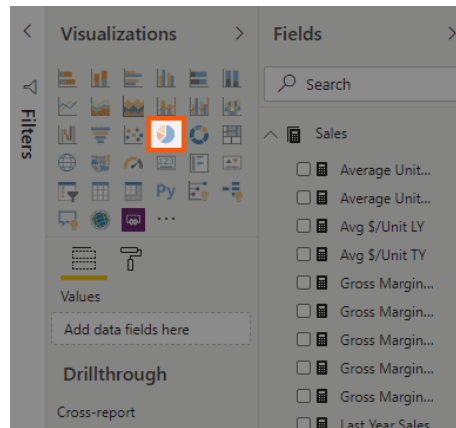 Visualizations
Fields
Filters
Search
Sales
Py
Average Unit...
Average Unit...
Avg $/Unit LY
Avg $/Unit TY
Gross Margin...
Gross Margin...
Gross Margin...
Gross Margin...
Gross Margin...
Last Year Sales
Values
Add data fields here
Drillthrough
Cross-report